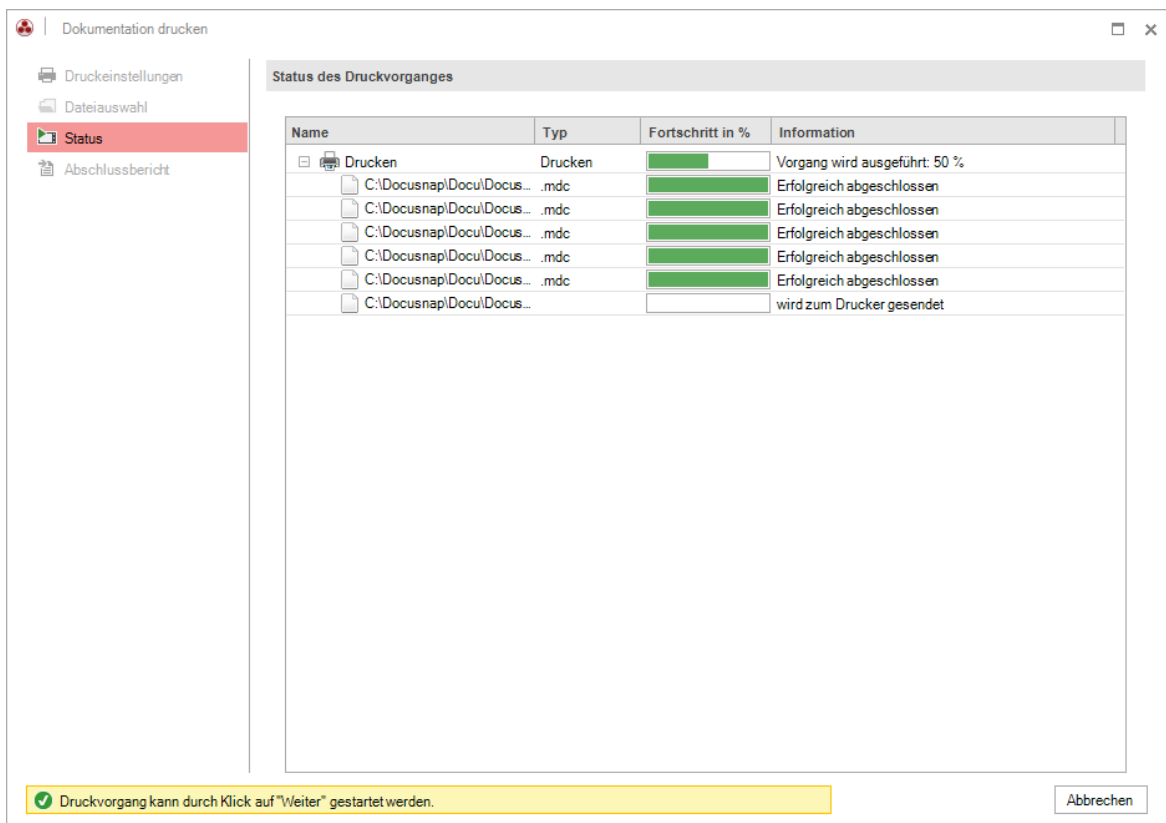 Dokumentation drucken
Druckeinstellungen
Dateiauswahl
Status
Abschlussbericht
Status des Druckvorganges
Name Typ Fortschritt in % Information
Drucken Drucken Vorgang wird ausgeführt: 50 %
C:\Docusnap\Docu\Docus... .mdc Erfolgreich abgeschlossen
C:\Docusnap\Docu\Docus... .mdc Erfolgreich abgeschlossen
C:\Docusnap\Docu\Docus... .mdc Erfolgreich abgeschlossen
C:\Docusnap\Docu\Docus... .mdc Erfolgreich abgeschlossen
C:\Docusnap\Docu\Docus... .mdc Erfolgreich abgeschlossen
C:\Docusnap\Docu\Docus... wird zum Drucker gesendet
Druckvorgang kann durch Klick auf "Weiter" gestartet werden.
Abbrechen